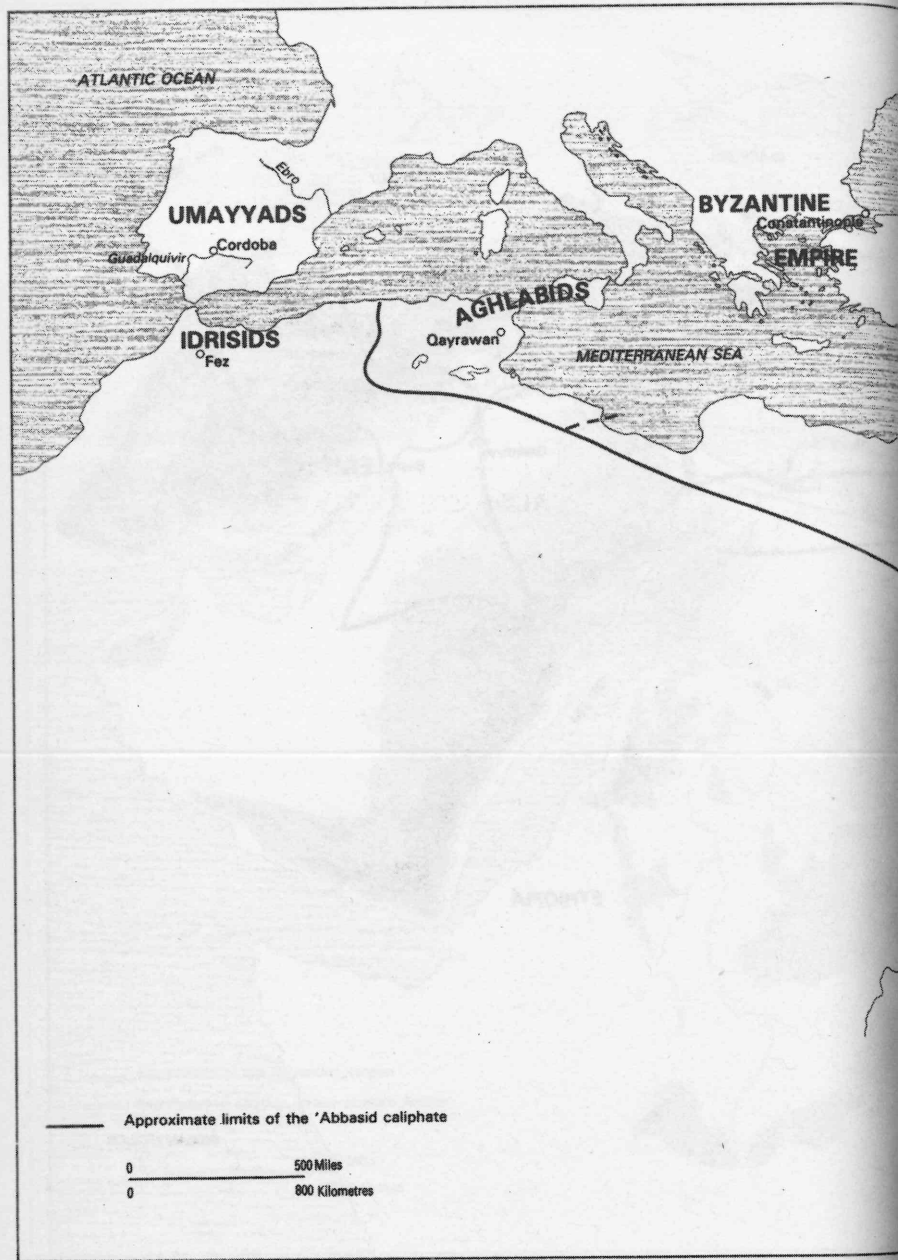 ATLANTIC OCEAN
Ebro
UMAYYADS
Cordoba
Guadalquivir
BYZANTINE
Constantinople
EMPIRE
AGHLABIDS
IDRISIDS
Fez
Qayrawan
MEDITERRANEAN SEA
ETHIOPIA
Approximate limits of the 'Abbasid caliphate
0 500 Miles
0 800 Kilometres